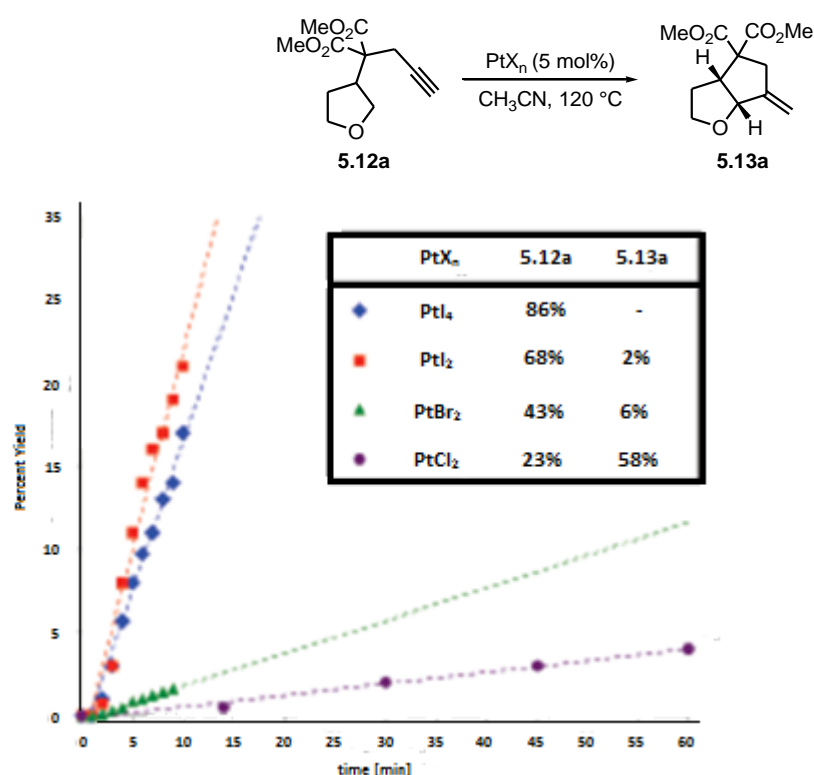 MeO₂C
MeO₂C
O
5.12a
PtXₙ (5 mol%)
CH₃CN, 120 °C
MeO₂C CO₂Me
H
O
H
5.13a
35
25
20
15
10
5
0
Percent Yield
PtXₙ 5.12a 5.13a
PtI₄ 86% -
PtI₂ 68% 2%
PtBr₂ 43% 6%
PtCl₂ 23% 58%
0 5 10 15 20 25 30 35 40 45 50 55 60
time [min]